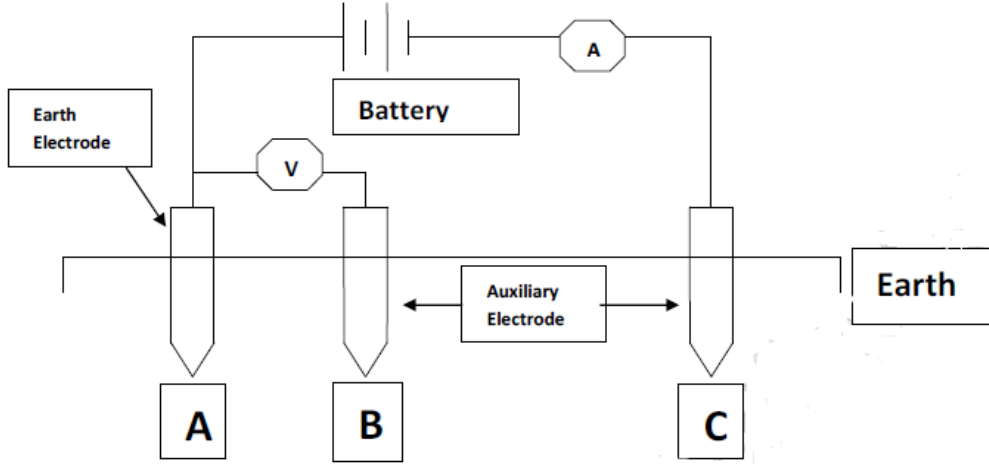 A
Battery
Earth
Electrode
V
Earth
Auxiliary
Electrode
A
B
C